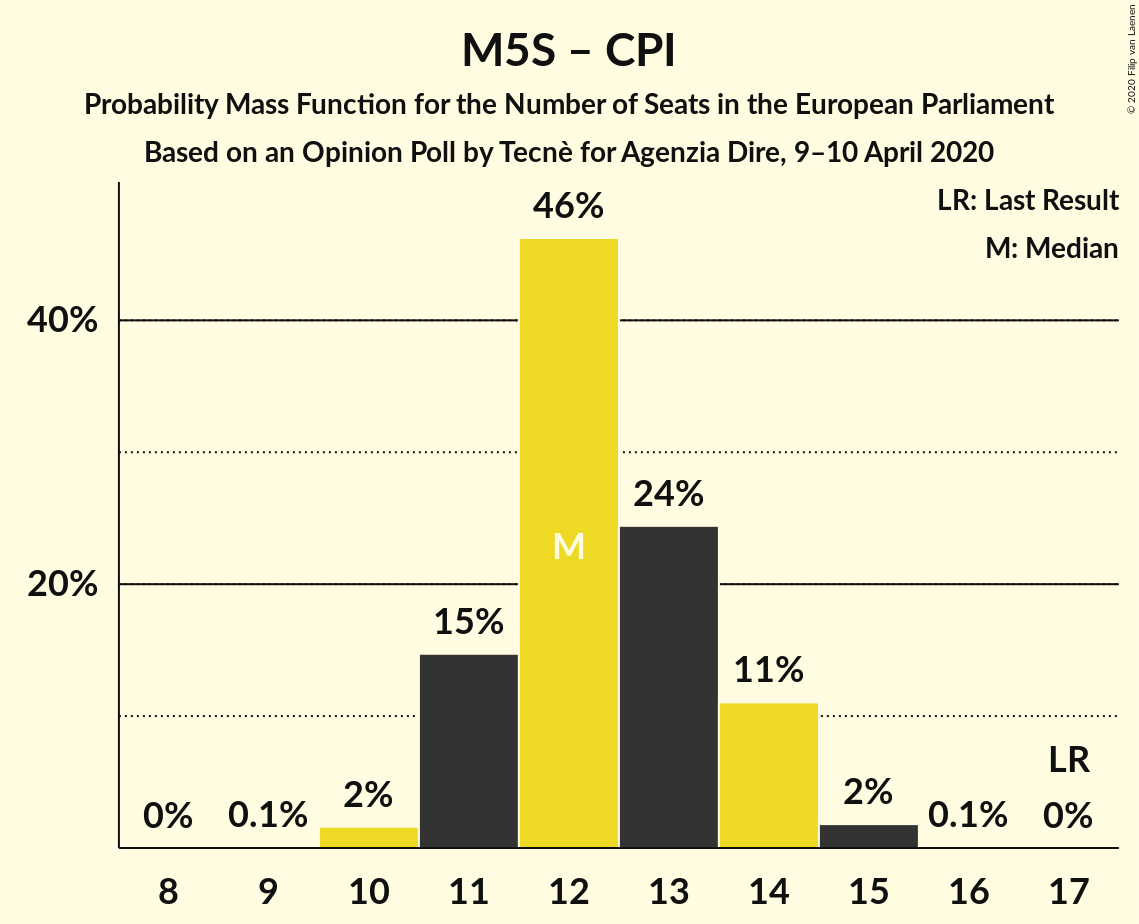 M5S – CPI
Probability Mass Function for the Number of Seats in the European Parliament
Based on an Opinion Poll by Tecnè for Agenzia Dire, 9–10 April 2020
© 2020 Filip van Laenen
LR: Last Result
M: Median
46%
40%
24%
M
20%
15%
11%
LR
2%
2%
0%
0.1%
0.1%
0%
8 9 10 11 12 13 14 15 16 17